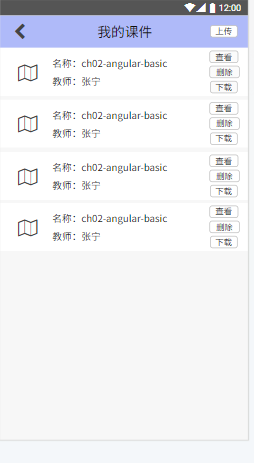 12:00
我的课件
上传
名称：ch02-angular-basic
教师：张宁
查看
删除
下载
名称：ch02-angular-basic
教师：张宁
查看
删除
下载
名称：ch02-angular-basic
教师：张宁
查看
删除
下载
名称：ch02-angular-basic
教师：张宁
查看
删除
下载